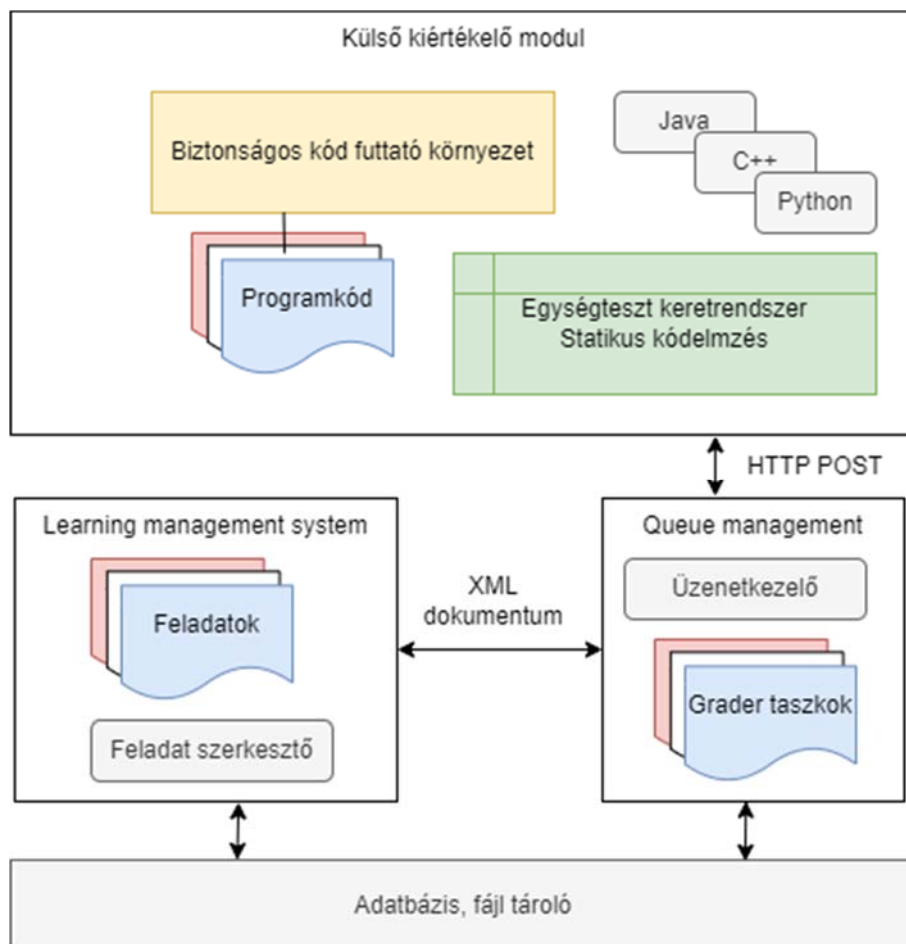 Külső kiértékelő modul
Biztonságos kód futtató környezet
Java
C++
Python
Programkód
Egységteszt keretrendszer
Statikus kódelmzés
HTTP POST
Learning management system
Feladatok
Feladat szerkesztő
XML
dokumentum
Queue management
Üzenetkezelő
Grader taszkok
Adatbázis, fájl tároló